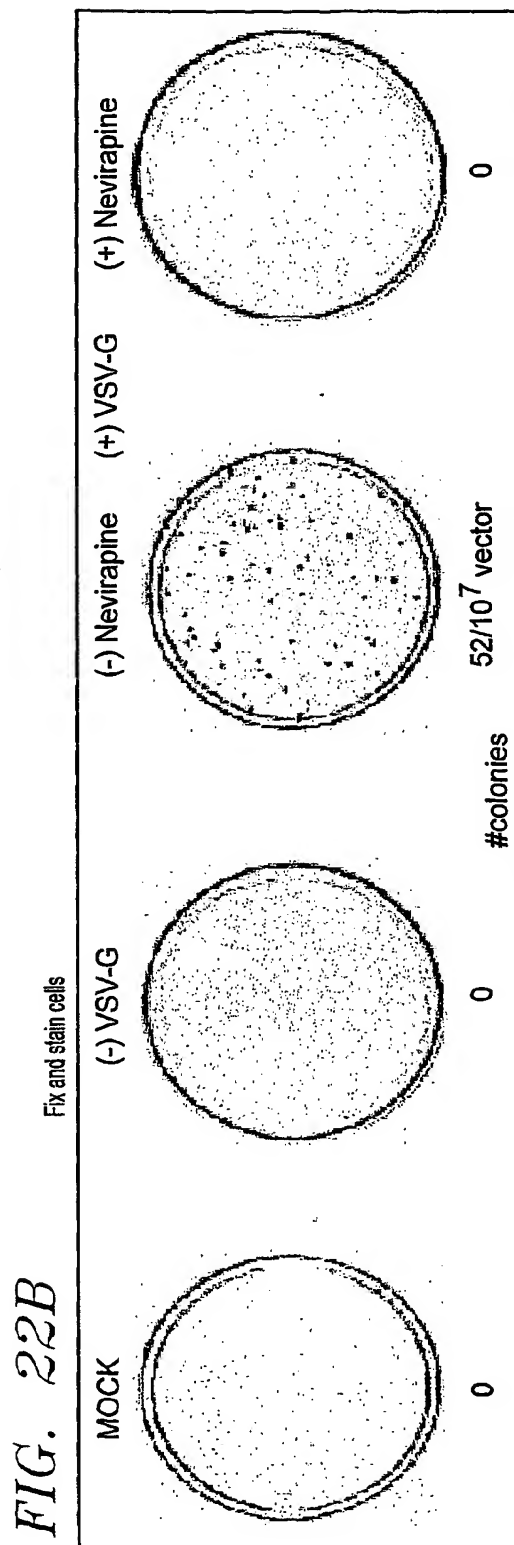 FIG. 22B
Fix and stain cells
MOCK
(-) VSV-G
(-) Nevirapine
(+) VSV-G
(+) Nevirapine
0
0
52/10⁷ vector
0
#colonies